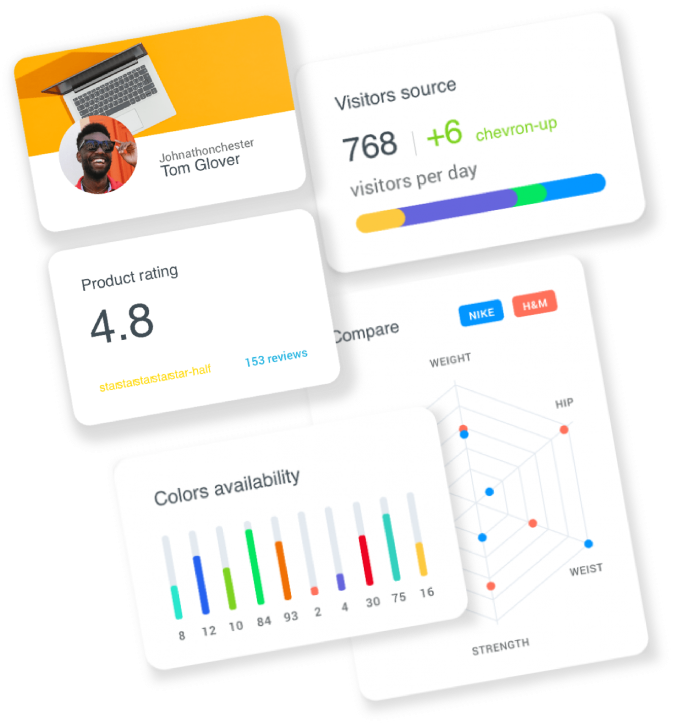 Johnathonchester
Tom Glover
Visitors source
768
+6 chevron-up
visitors per day
Product rating
4.8
starstarstarstarstar-half
153 reviews
Compare
NIKE
H&M
WEIGHT
HIP
WEIST
STRENGTH
Colors availability
8 12 10 84 93 2 4 30 75 16